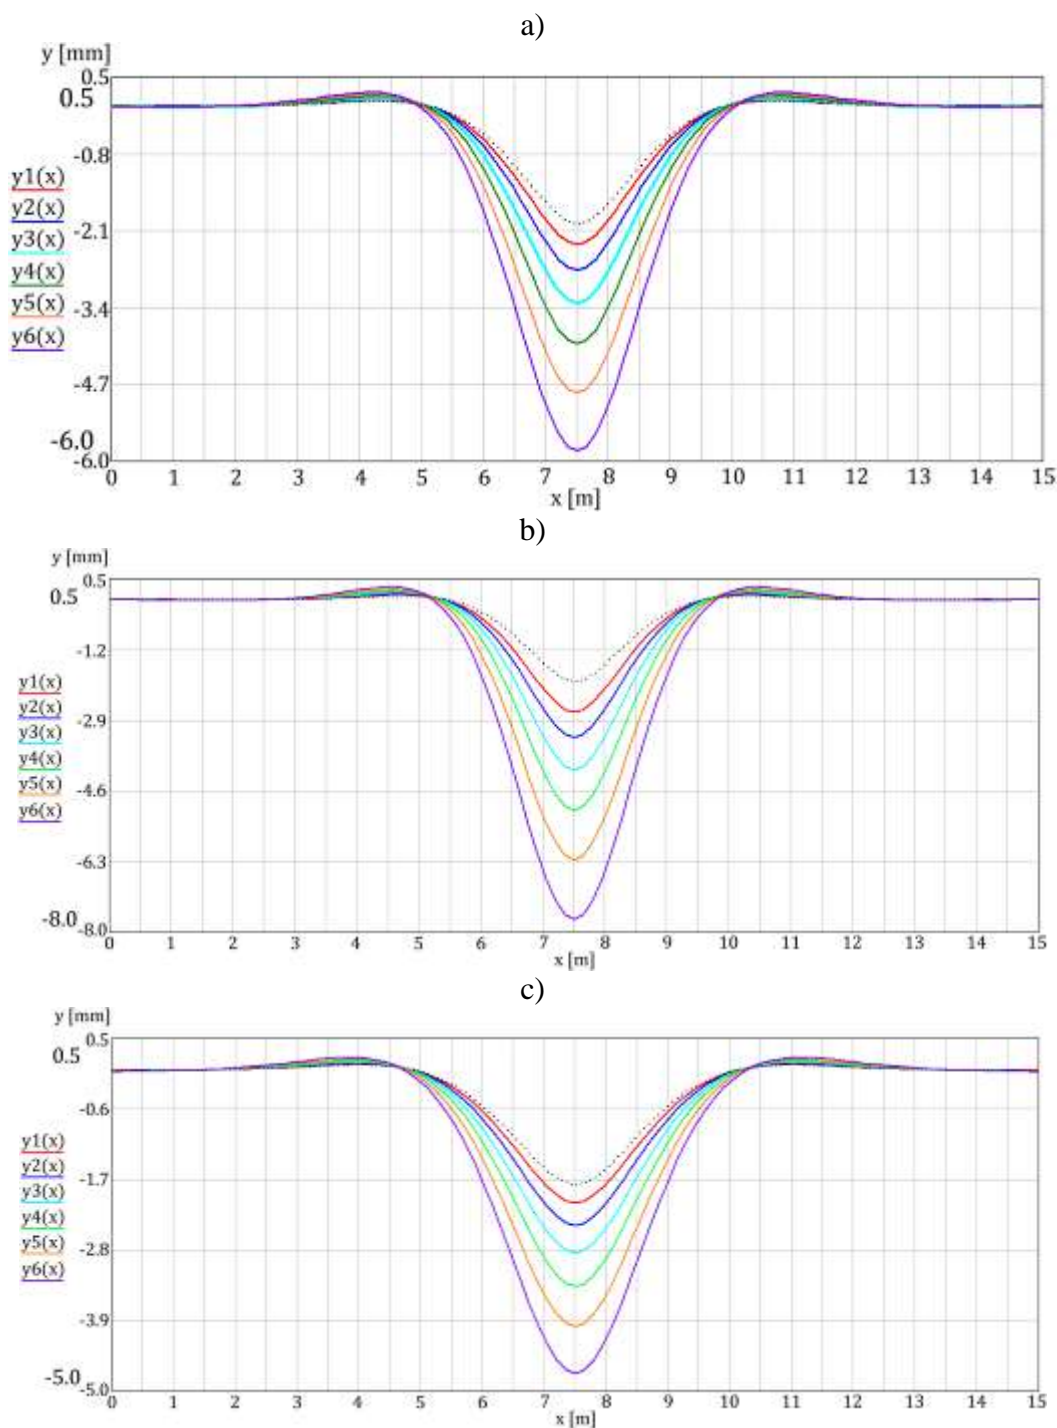 a)
y [mm]
0.5
0.5
-0.8
y1(x)
y2(x)
-2.1
y3(x)
y4(x)
y5(x)
-3.4
y6(x)
-4.7
-6.0
-6.0
0 1 2 3 4 5 6 7 8 9 10 11 12 13 14 15
x [m]
b)
y [mm]
0.5
0.5
-1.2
y1(x)
y2(x)
-2.9
y3(x)
y4(x)
y5(x)
-4.6
y6(x)
-6.3
-8.0
-8.0
0 1 2 3 4 5 6 7 8 9 10 11 12 13 14 15
x [m]
c)
y [mm]
0.5
0.5
-0.6
y1(x)
y2(x)
-1.7
y3(x)
y4(x)
y5(x)
-2.8
y6(x)
-3.9
-5.0
-5.0
0 1 2 3 4 5 6 7 8 9 10 11 12 13 14 15
x [m]